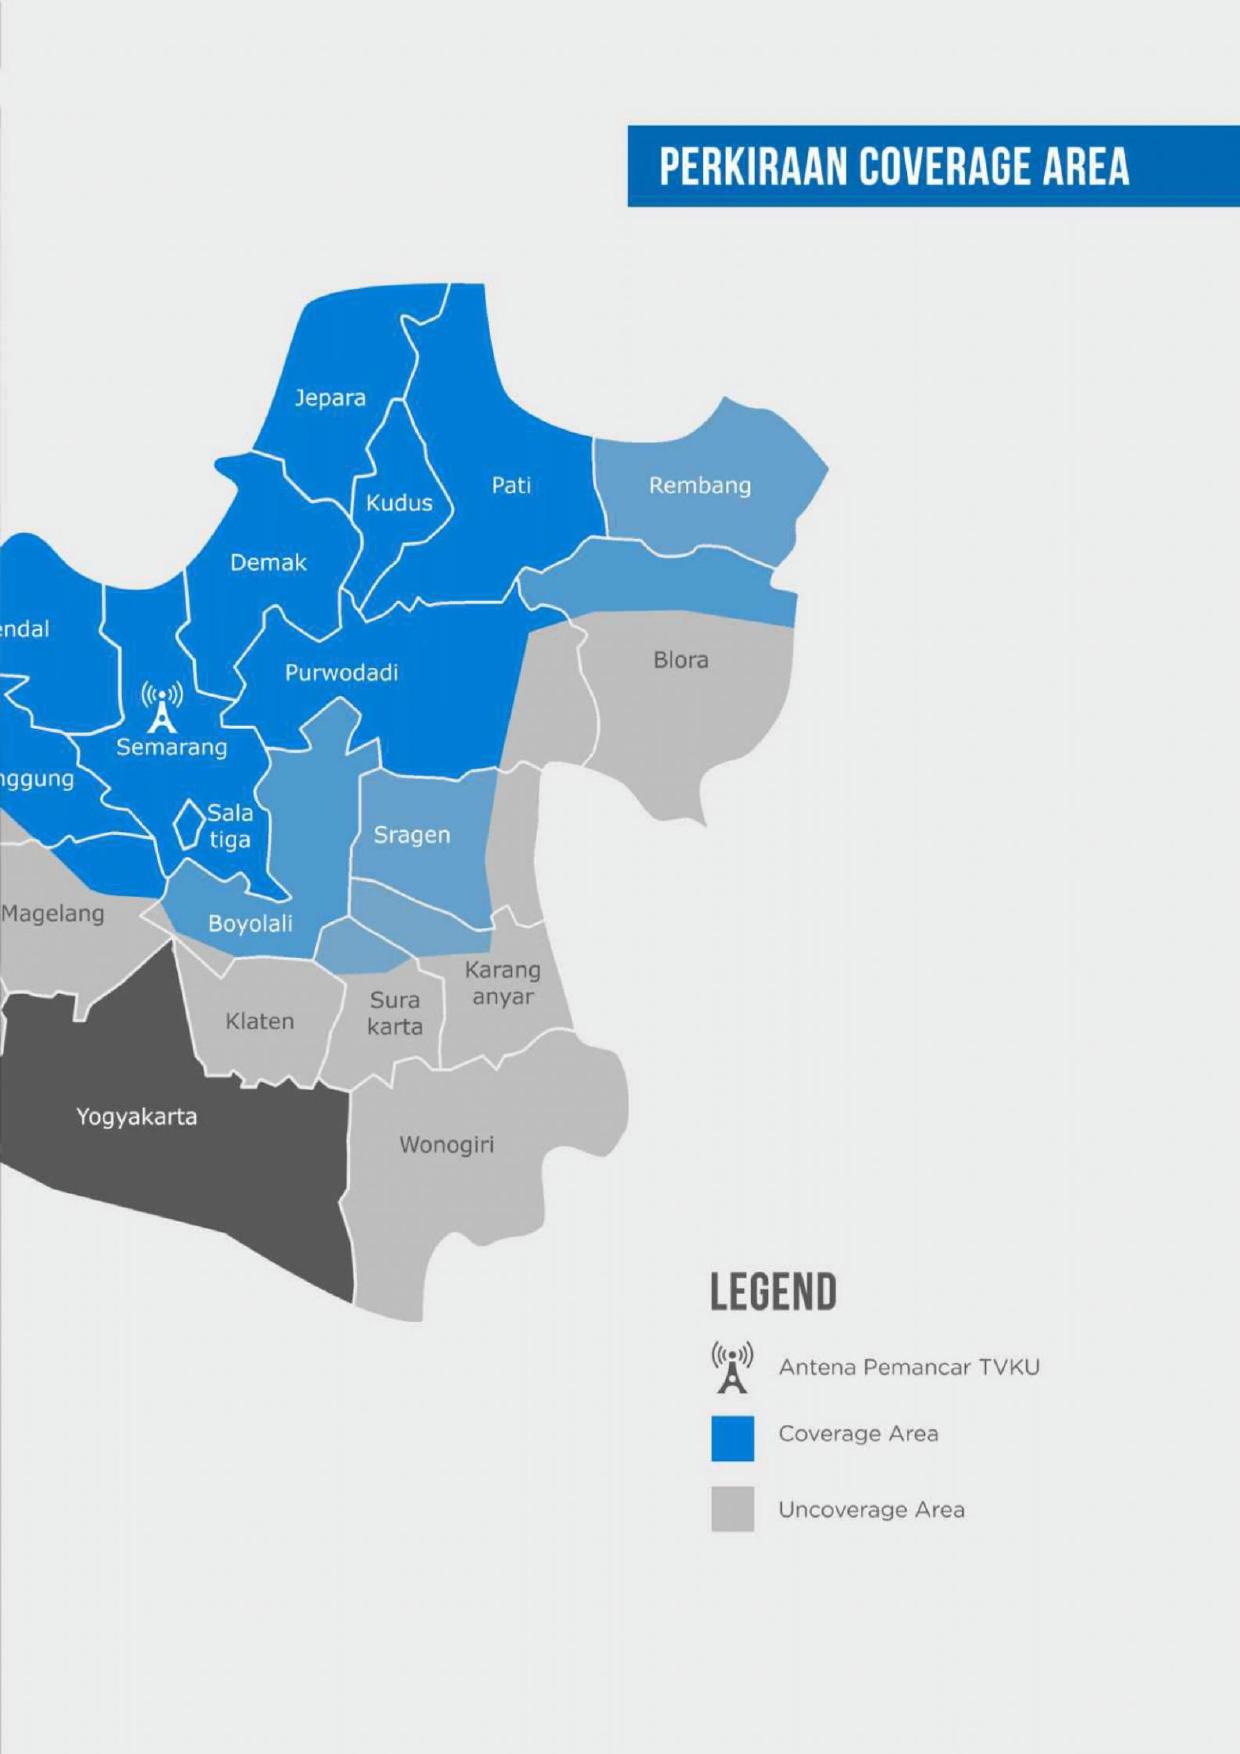 PERKIRAAN COVERAGE AREA
Jepara
Kudus
Pati
Rembang
Demak
endal
Purwodadi
Blora
Semarang
nggung
Sala
tiga
Sragen
Magelang
Boyolali
Karang
anyar
Klaten
Sura
karta
Yogyakarta
Wonogiri
LEGEND
Antena Pemancar TVKU
Coverage Area
Uncoverage Area